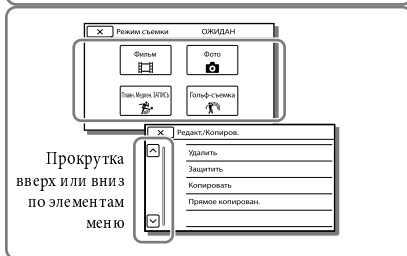 Режим съемки ОЖИДАН
Фильм Фото
Плавн. Медлен. ЗАПИСЬ Гольф-съемка
Редакт./Копиров.
Удалить
Защитить
Копировать
Прямое копирован.
Прокрутка
вверх или вниз
по элементам
меню